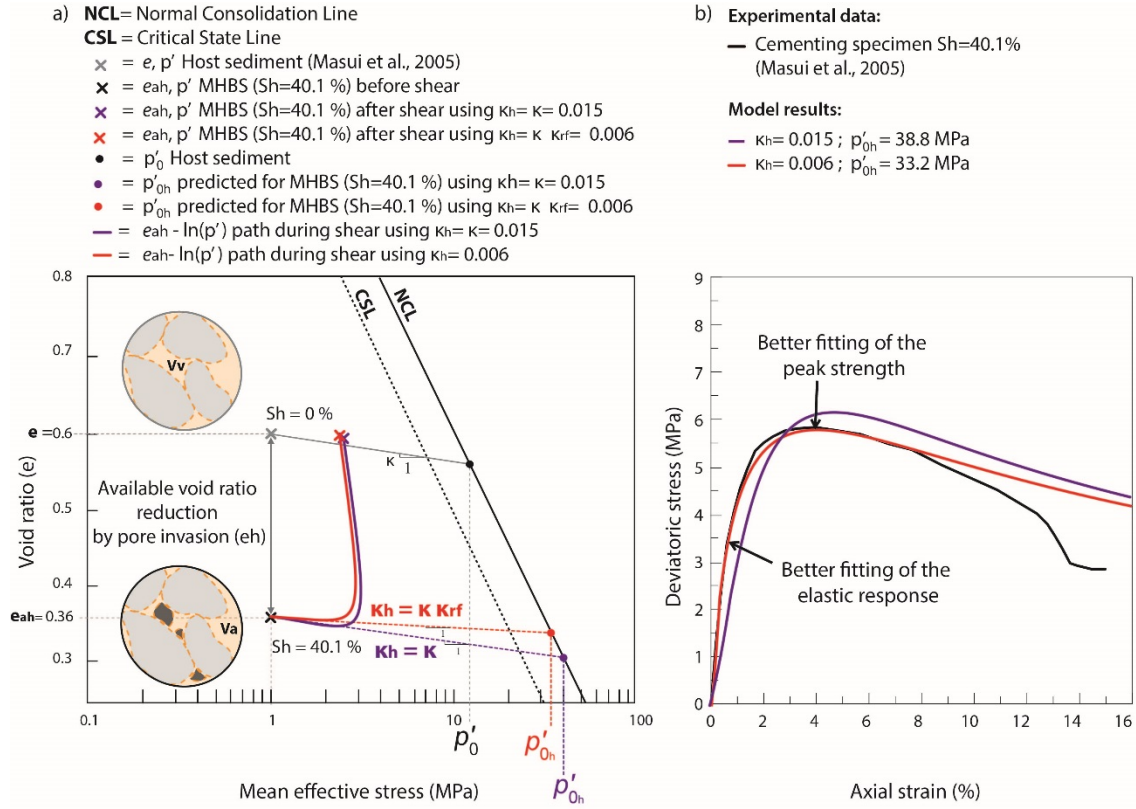 a) NCL= Normal Consolidation Line
CSL= Critical State Line
× = e, p' Host sediment (Masui et al., 2005)
× = eah, p' MHBS (Sh=40.1 %) before shear
× = eah, p' MHBS (Sh=40.1 %) after shear using κh= κ= 0.015
× = eah, p' MHBS (Sh=40.1 %) after shear using κh= κ κrf= 0.006
• = p'0 Host sediment
• = p'0h predicted for MHBS (Sh=40.1 %) using κh= κ= 0.015
• = p'0h predicted for MHBS (Sh=40.1 %) using κh= κ κrf= 0.006
— = eah - ln(p') path during shear using κh= κ= 0.015
— = eah- ln(p') path during shear using κh= 0.006
0.8
0.7
e =0.6
0.5
0.4
eah=0.36
0.3
Void ratio (e)
CSL
NCL
Vv
Sh = 0 %
κ
1
Available void ratio
reduction
by pore invasion (eh)
Va
Sh = 40.1 %
κh = κ κrf
1
κh = κ
1
0.1
1
10
100
p'0
p'0h
p'0h
Mean effective stress (MPa)
b) Experimental data:
Cementing specimen Sh=40.1%
(Masui et al., 2005)
Model results:
κh= 0.015 ; p'0h= 38.8 MPa
κh= 0.006 ; p'0h= 33.2 MPa
9
8
7
6
5
4
3
2
1
0
Deviatoric stress (MPa)
Better fitting of the
peak strength
Better fitting of the
elastic response
0 2 4 6 8 10 12 14 16
Axial strain (%)